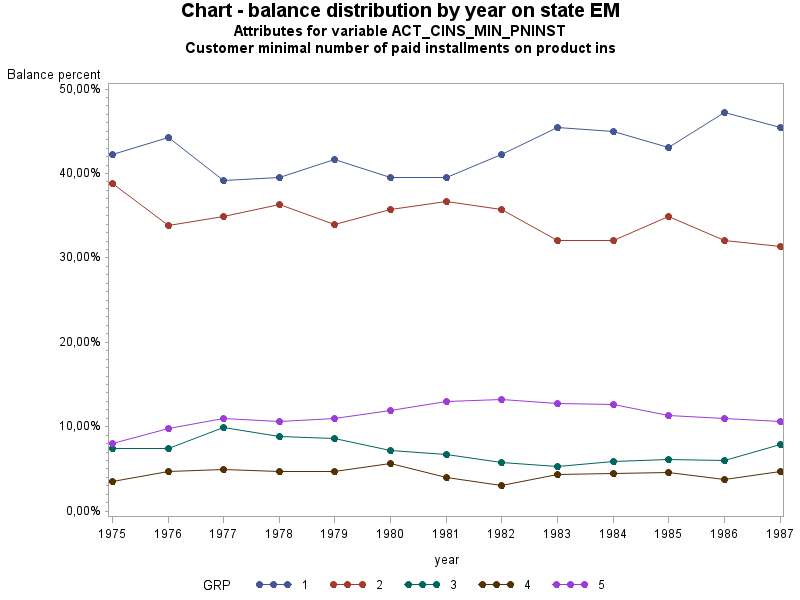 Chart - balance distribution by year on state EM
Attributes for variable ACT_CINS_MIN_PNINST
Customer minimal number of paid installments on product ins
Balance percent
50,00%
40,00%
30,00%
20,00%
10,00%
0,00%
1975 1976 1977 1978 1979 1980 1981 1982 1983 1984 1985 1986 1987
year
GRP 1 2 3 4 5